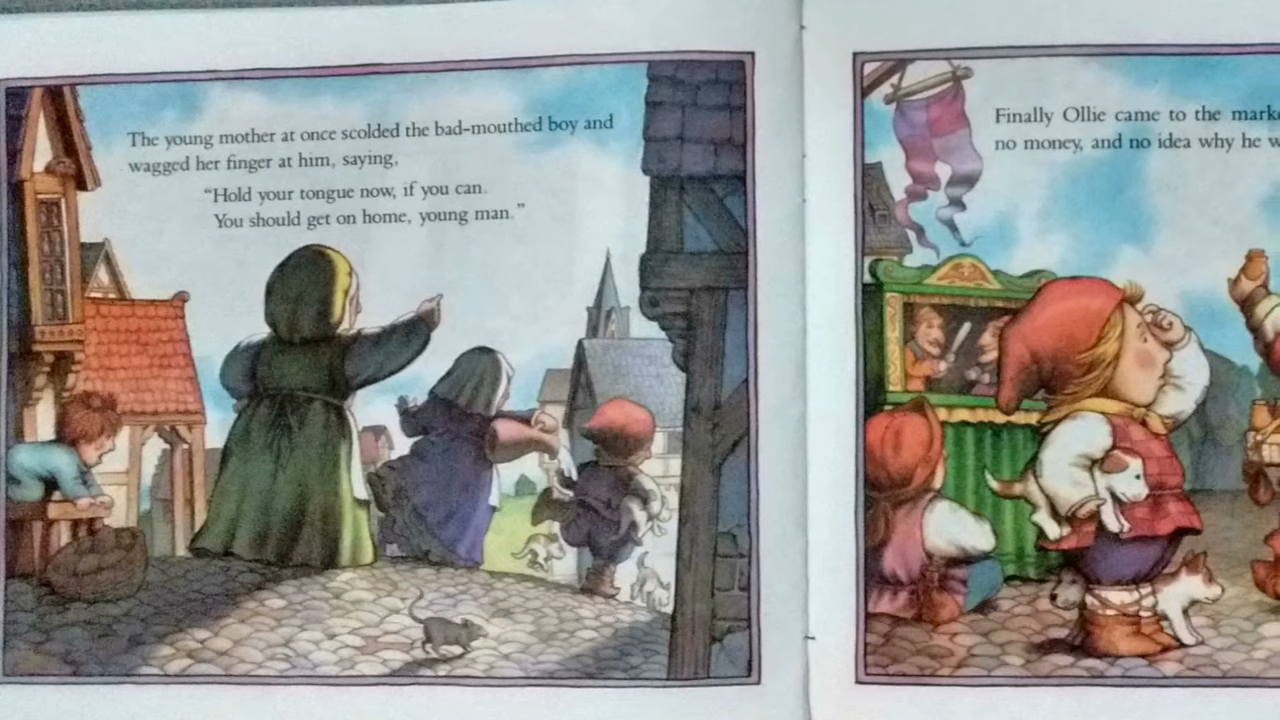 The young mother at once scolded the bad-mouthed boy and
wagged her finger at him, saying,
“Hold your tongue now, if you can.
You should get on home, young man.”
Finally Ollie came to the
no money, and no idea why he